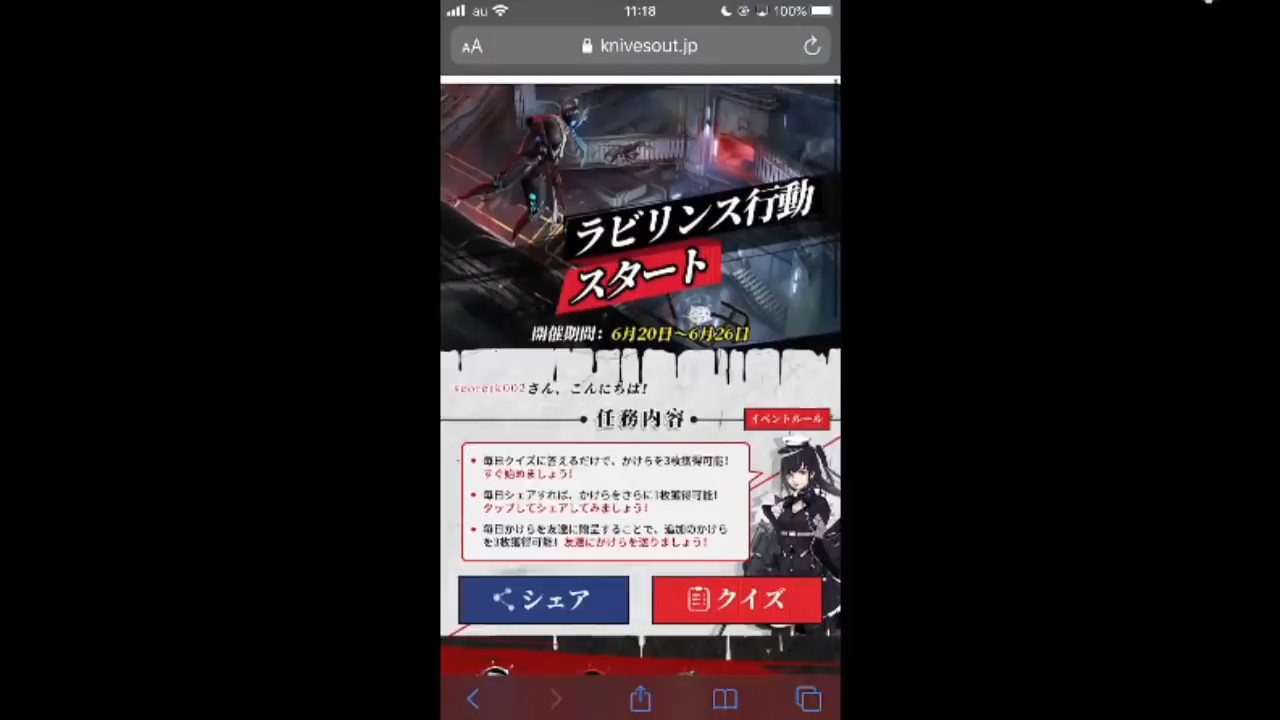 au
11:18
100%
AA
knivesout.jp
ラビリンス行動
スタート
開催期間：6月20日～6月26日
さん、こんにちは！
任務内容
イベントルール
毎日クイズに答えるだけで、かけらを3枚獲得可能！
すぐ始めましょう！
毎日シェアすれば、かけらをさらに1枚獲得可能！
タップしてシェアしてみましょう！
毎日かけらを友達に贈呈することで、追加のかけら
を3枚獲得可能！友達にかけらを送りましょう！
シェア
クイズ